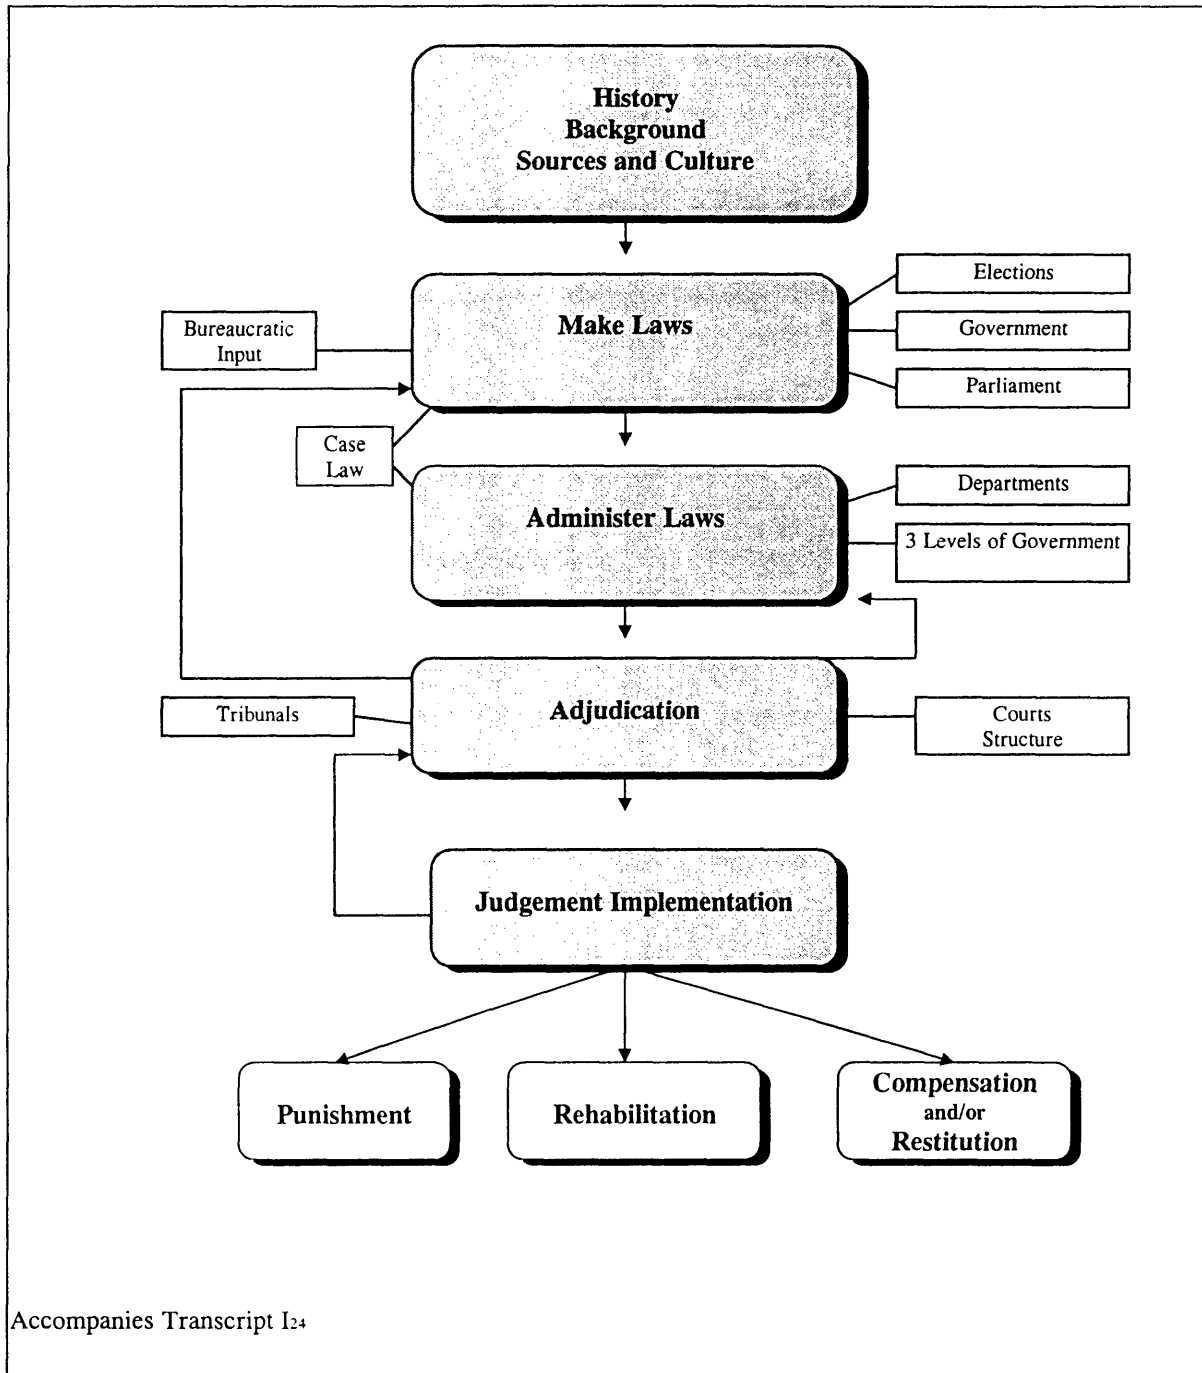 History
Background
Sources and Culture
Elections
Make Laws
Government
Bureaucratic
Input
Parliament
Case
Law
Departments
Administer Laws
3 Levels of Government
Tribunals
Adjudication
Courts
Structure
Judgement Implementation
Punishment
Rehabilitation
Compensation
and/or
Restitution
Accompanies Transcript I24